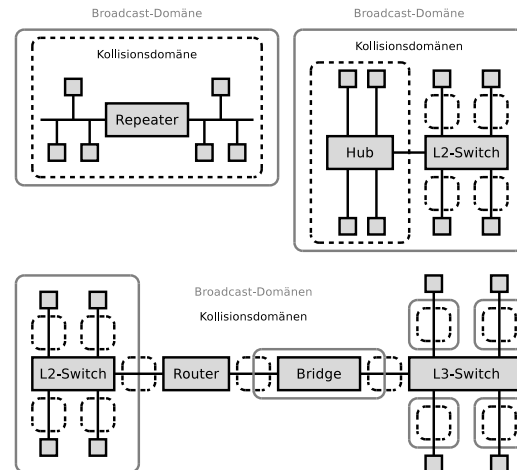 Broadcast-Domäne
Kollisionsdomäne
Repeater
Broadcast-Domäne
Kollisionsdomänen
Hub
L2-Switch
Broadcast-Domänen
Kollisionsdomänen
L2-Switch
Router
Bridge
L3-Switch